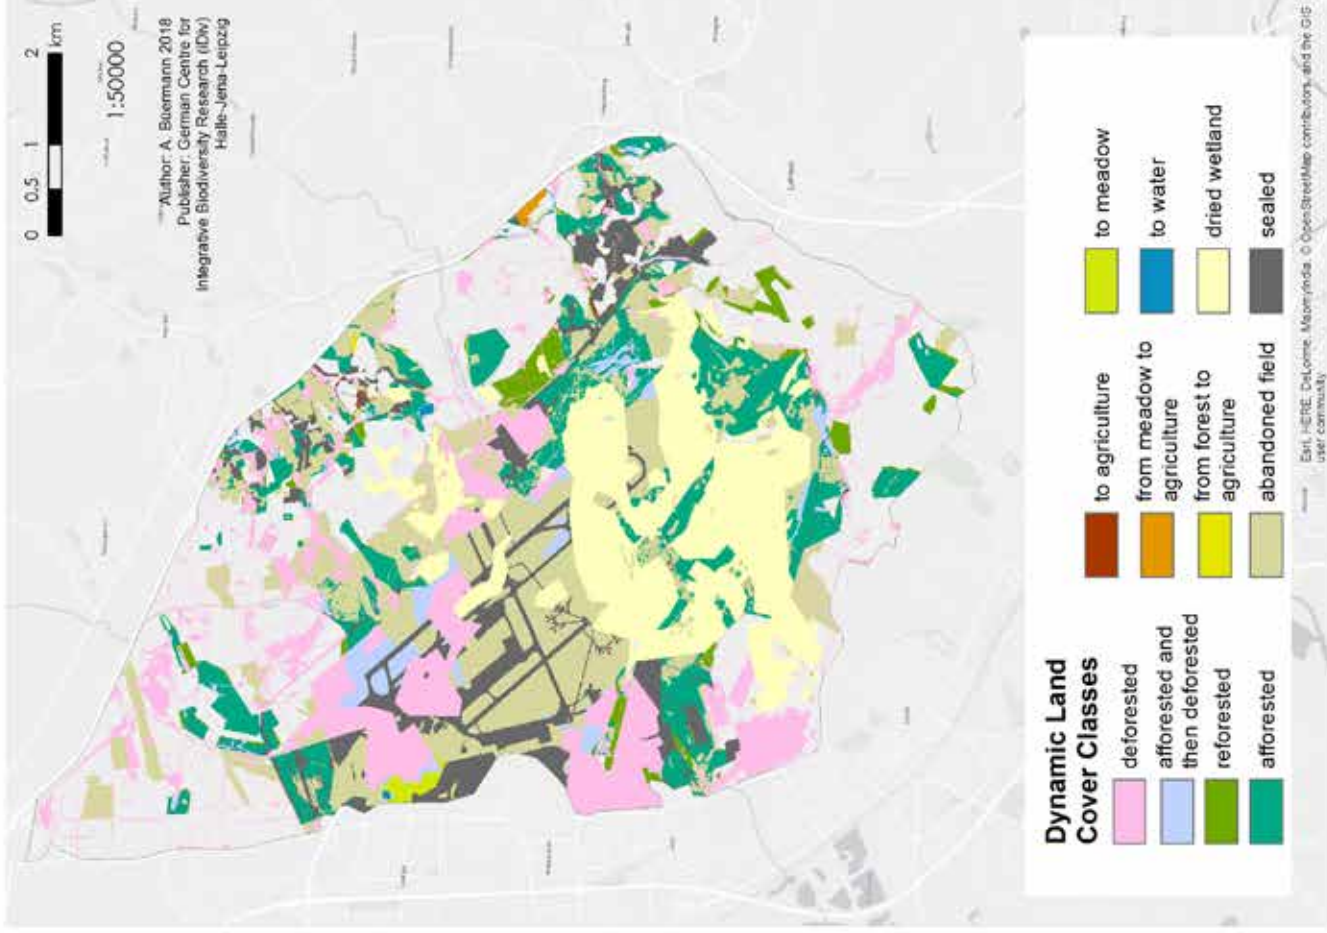 0 0.5 1 2
km
1:50000
Author: A. Buermann 2018
Publisher: German Centre for
Integrative Biodiversity Research (iDiv)
Halle-Jena-Leipzig
Dynamic Land
Cover Classes
deforested
afforested and
then deforested
reforested
afforested
to agriculture
from meadow to
agriculture
from forest to
agriculture
abandoned field
to meadow
to water
dried wetland
sealed
Esri, HERE, DeLorme, MapmyIndia, © OpenStreetMap contributors, and the GIS
user community